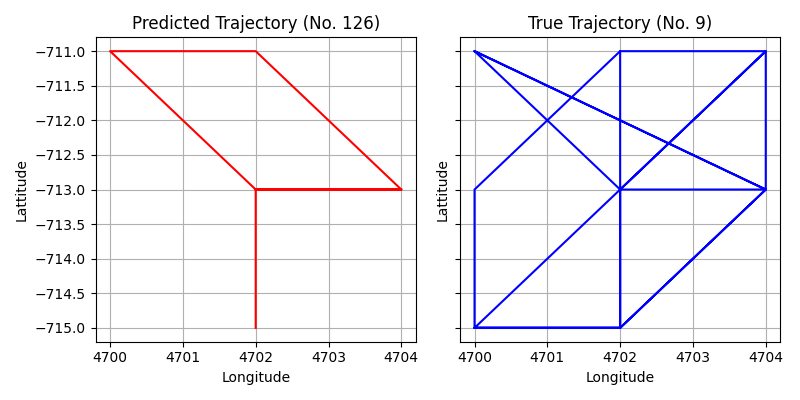 Predicted Trajectory (No. 126)
True Trajectory (No. 9)
−711.0
−711.5
−712.0
−712.5
−713.0
−713.5
−714.0
−714.5
−715.0
Lattitude
Lattitude
4700 4701 4702 4703 4704
4700 4701 4702 4703 4704
Longitude
Longitude